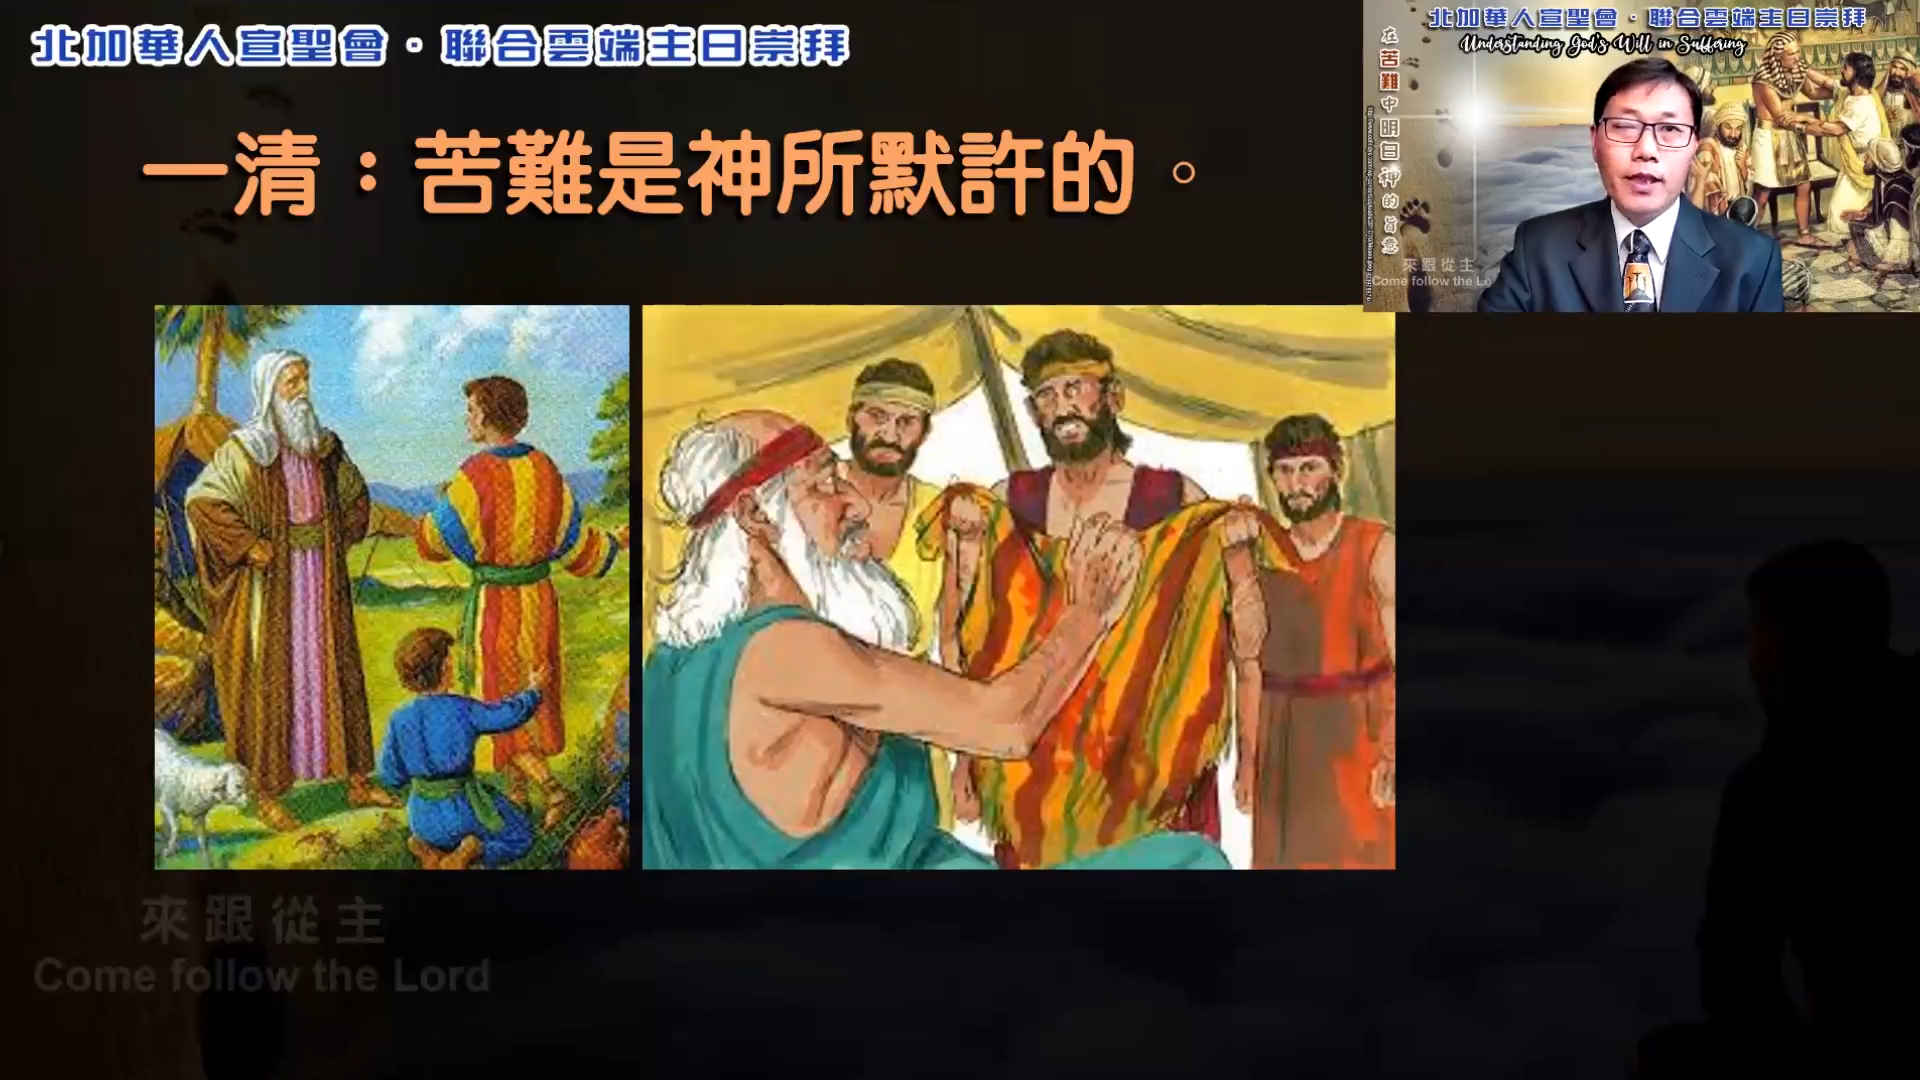 北加華人宣聖會·聯合雲端主日崇拜
一清：苦難是神所默許的。
來跟從主
Come follow the Lord
北加華人宣聖會·聯合雲端主日崇拜
Understanding God's Will in Suffering
在苦難中明白神的旨意
來跟從主
Come follow the Lo